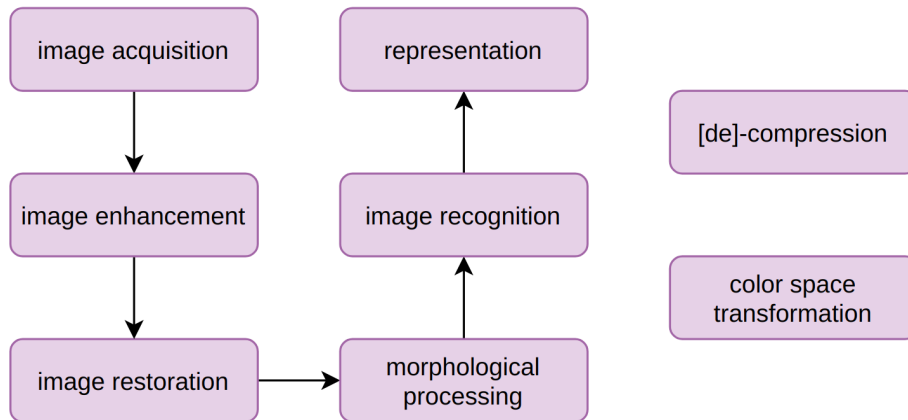 image acquisition
image enhancement
image restoration
morphological
processing
image recognition
representation
[de]-compression
color space
transformation